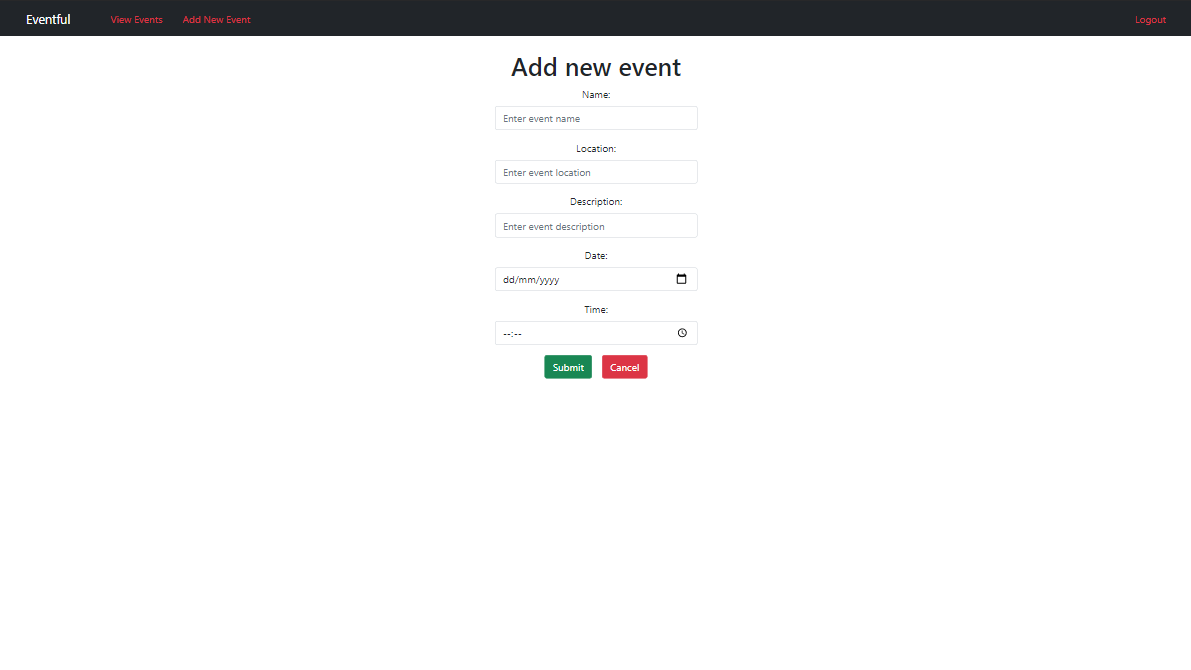 Eventful View Events Add New Event Logout
Add new event
Name:
Enter event name
Location:
Enter event location
Description:
Enter event description
Date:
dd/mm/yyyy
Time:
--:--
Submit Cancel